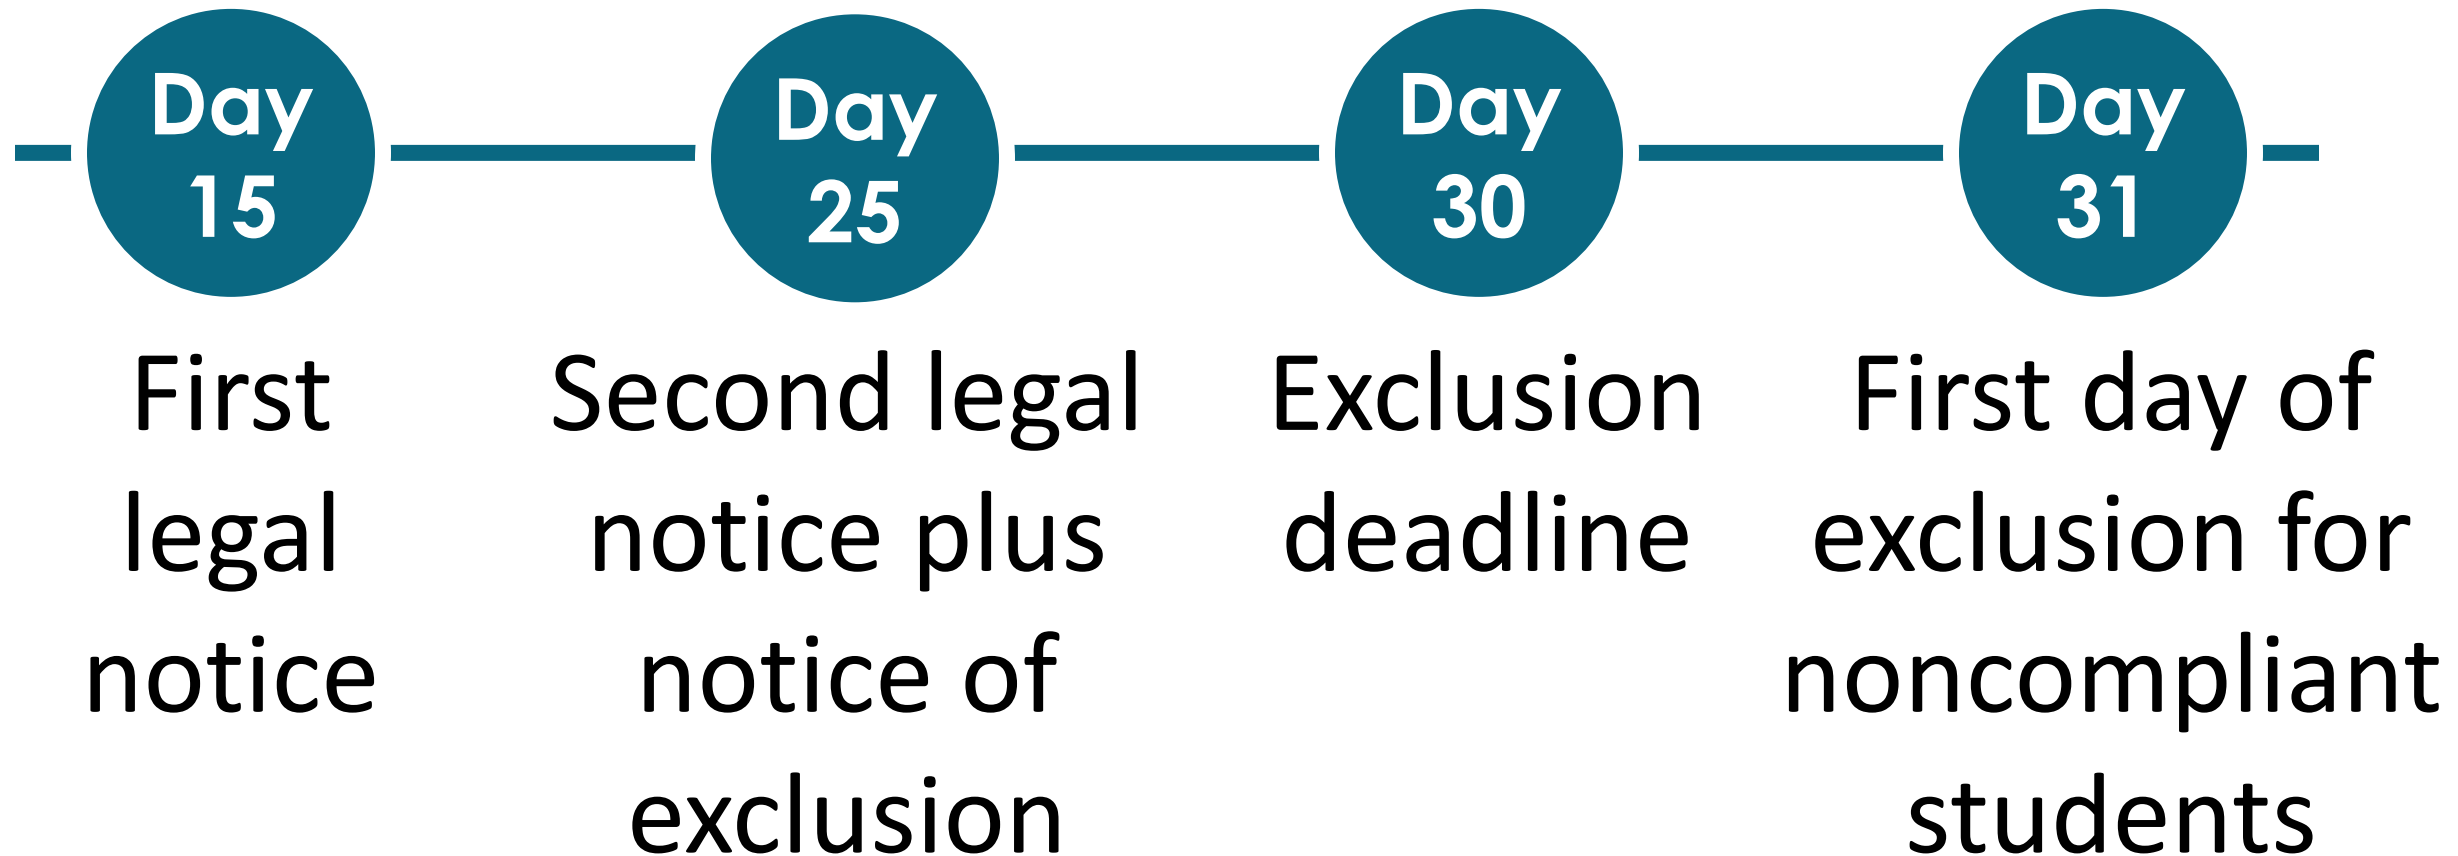 Day
15
First
legal
notice
Day
25
Second legal
notice plus
notice of
exclusion
Day
30
Exclusion
deadline
Day
31
First day of
exclusion for
noncompliant
students